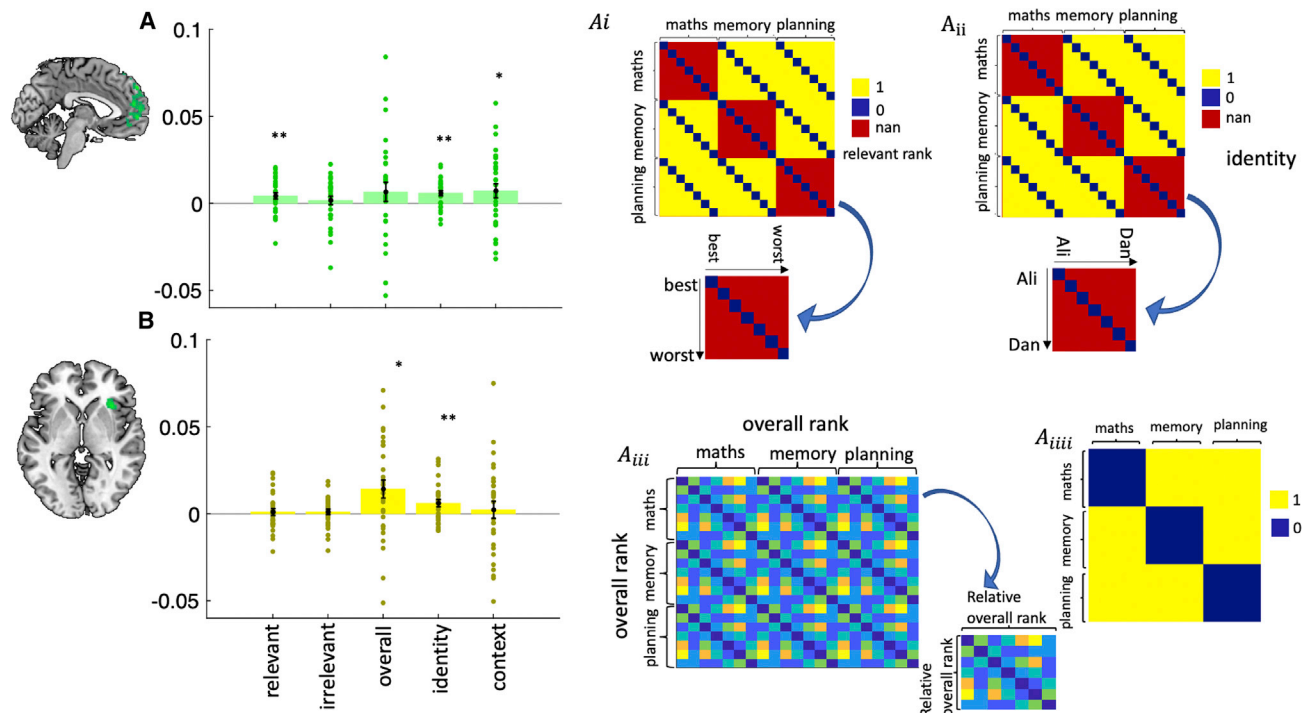 A
0.1
0.05
0
-0.05
**
**
*
B
0.1
0.05
0
-0.05
*
**
relevant
irrelevant
overall
identity
context
Ai
maths memory planning
maths
memory
planning
1
0
nan
relevant rank
best
worst
best
worst
Aii
maths memory planning
maths
memory
planning
1
0
nan
identity
Ali
Dan
Ali
Dan
overall rank
Aiii
maths memory planning
overall rank
maths
memory
planning
Relative
overall rank
Relative
overall rank
Aiiii
maths memory planning
maths
memory
planning
1
0